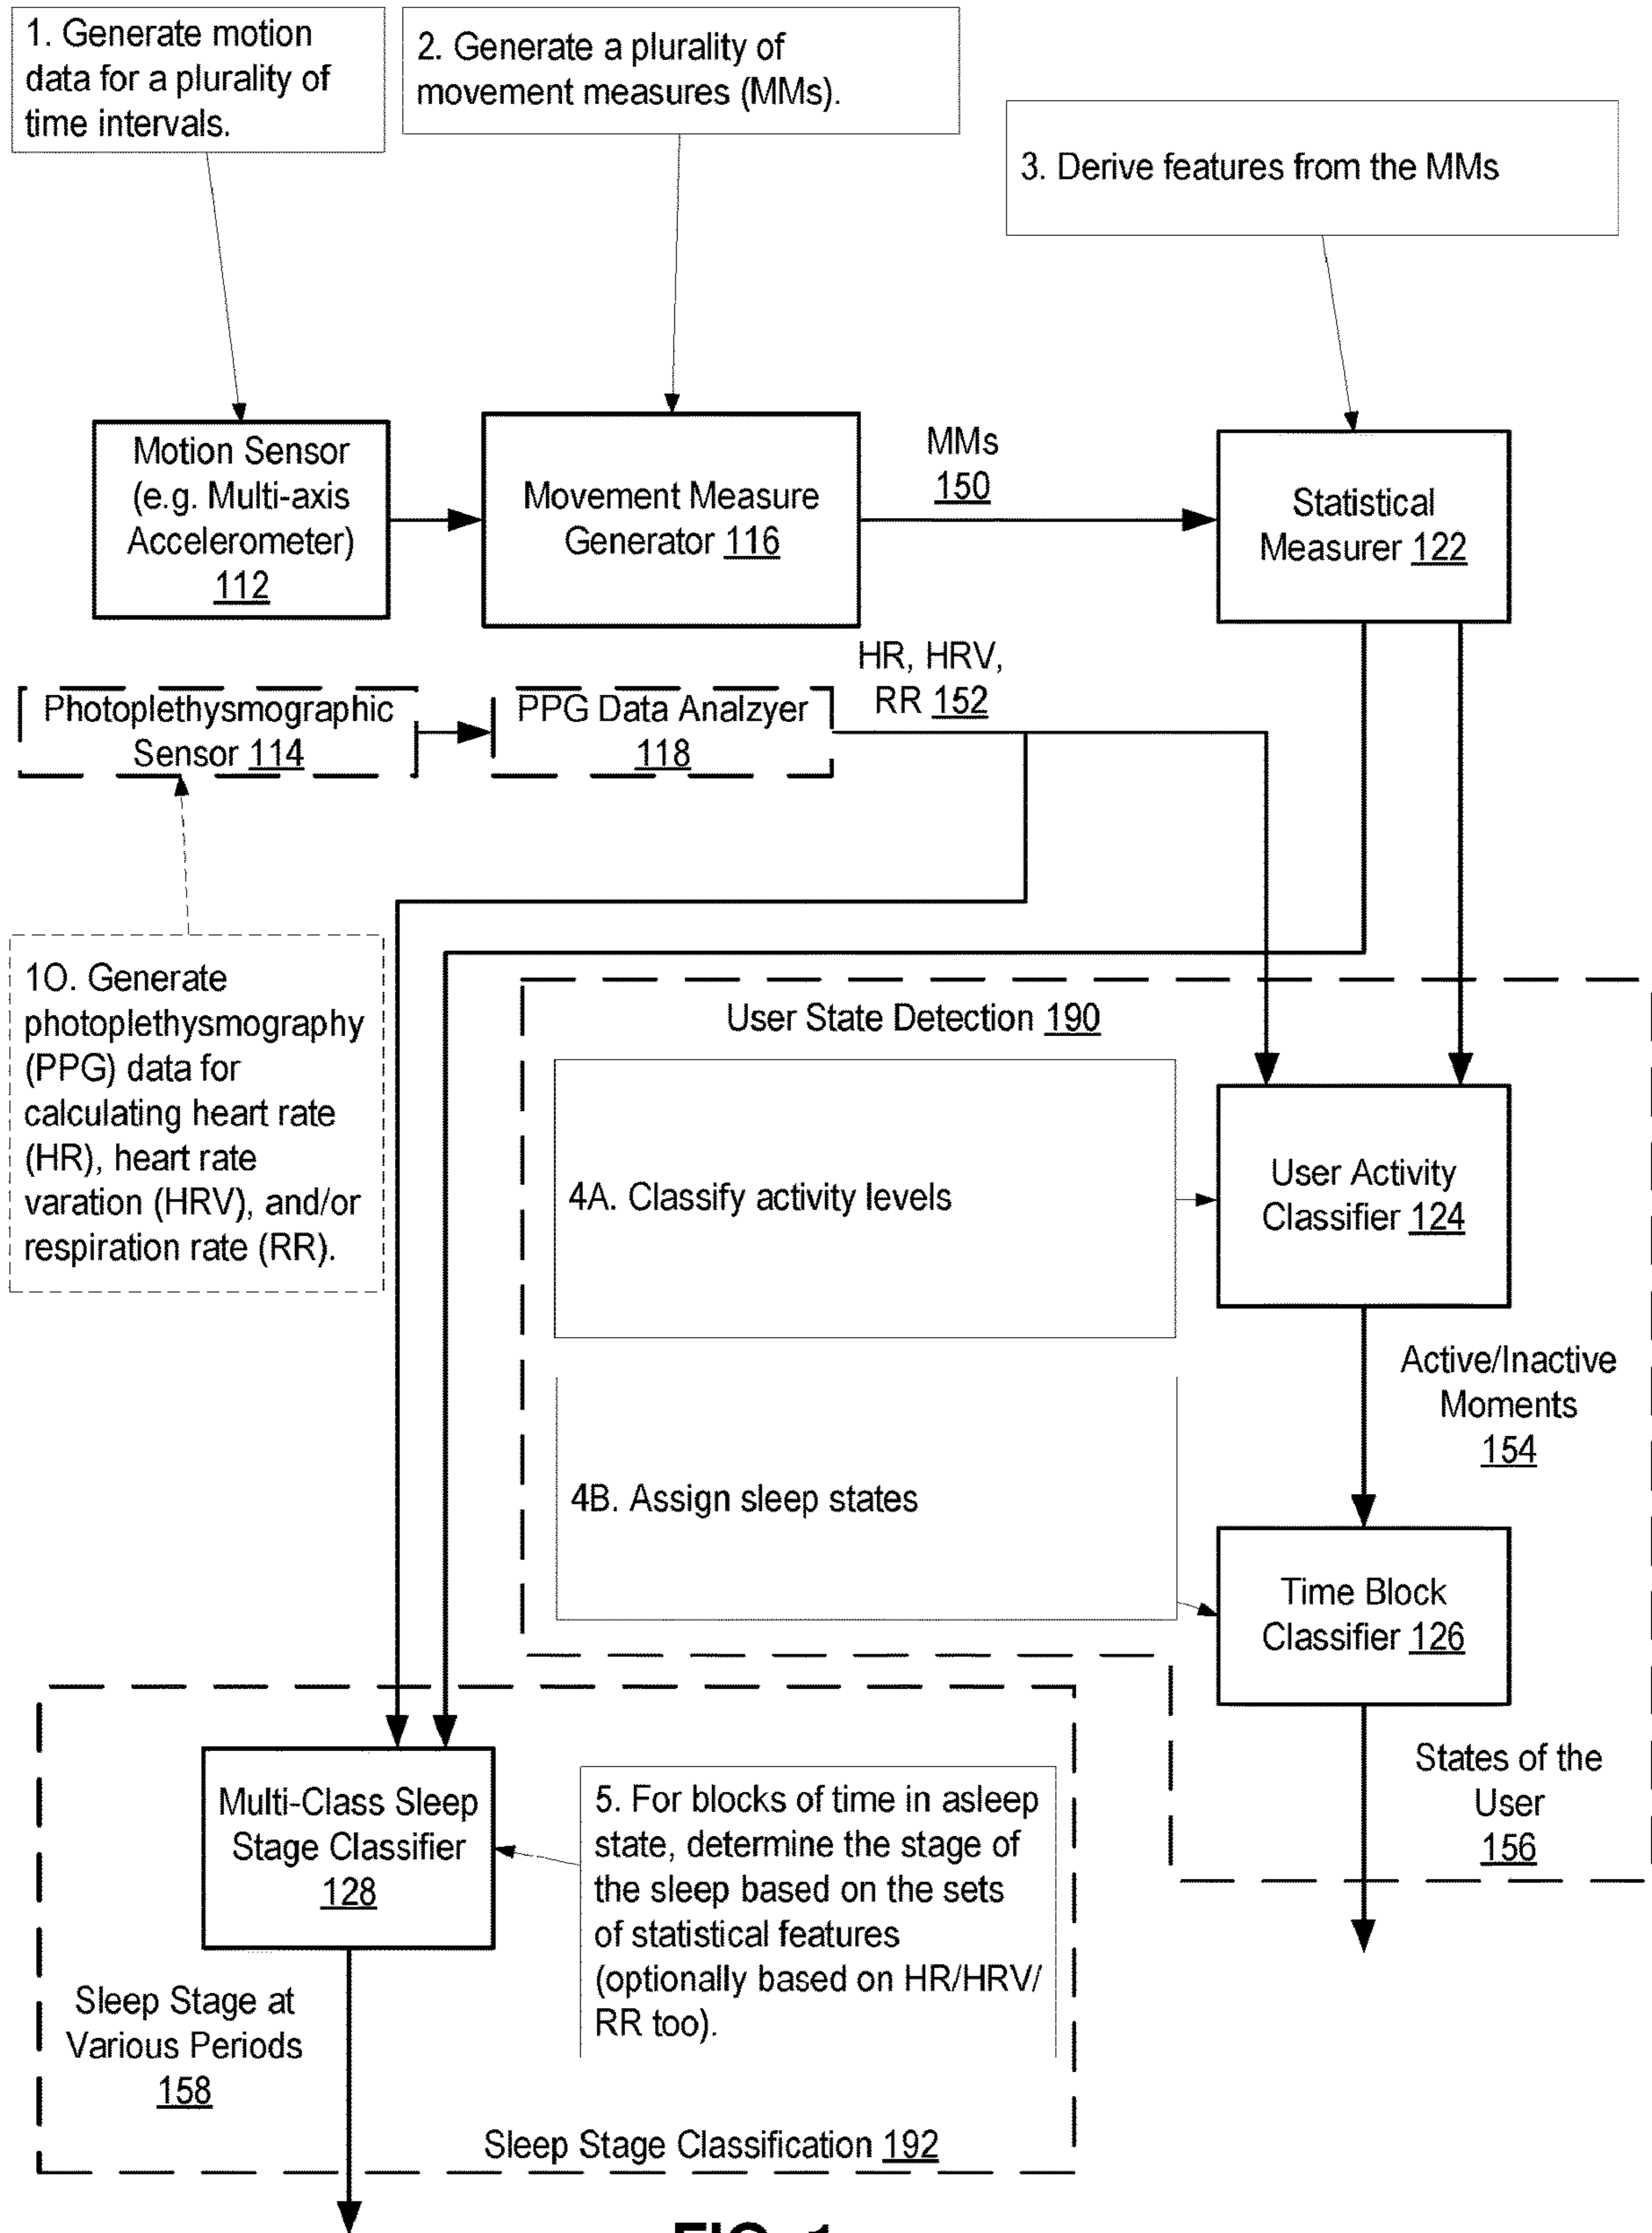 1. Generate motion
data for a plurality of
time intervals.
2. Generate a plurality of
movement measures (MMs).
3. Derive features from the MMs
Motion Sensor
(e.g. Multi-axis
Accelerometer)
112
Movement Measure
Generator 116
MMs
150
Statistical
Measurer 122
Photoplethysmographic
Sensor 114
PPG Data Analzyer
118
HR, HRV,
RR 152
1O. Generate
photoplethysmography
(PPG) data for
calculating heart rate
(HR), heart rate
varation (HRV), and/or
respiration rate (RR).
User State Detection 190
4A. Classify activity levels
User Activity
Classifier 124
Active/Inactive
Moments
154
4B. Assign sleep states
Time Block
Classifier 126
States of the
User
156
Multi-Class Sleep
Stage Classifier
128
5. For blocks of time in asleep
state, determine the stage of
the sleep based on the sets
of statistical features
(optionally based on HR/HRV/
RR too).
Sleep Stage at
Various Periods
158
Sleep Stage Classification 192
FIG. 1